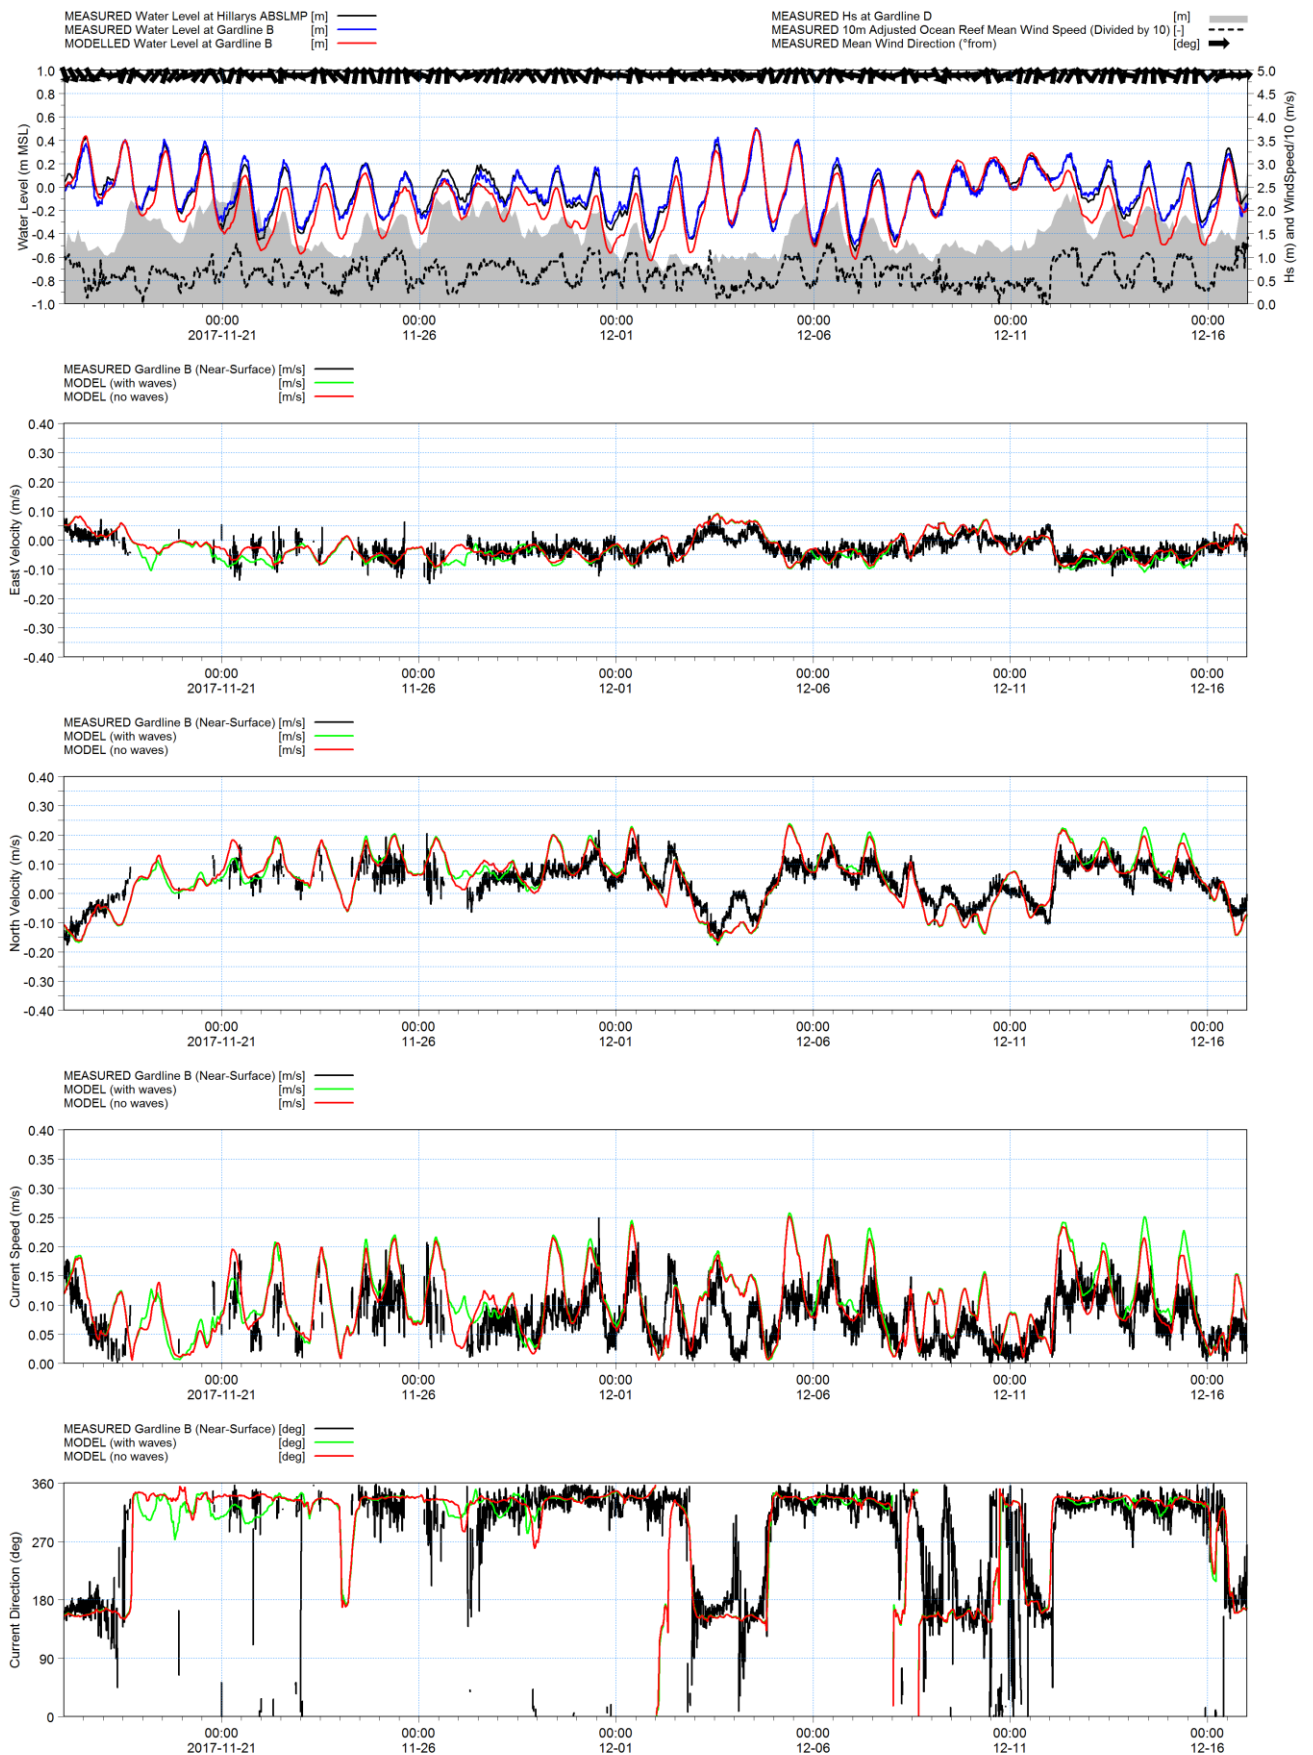 MEASURED Water Level at Hillarys ABSLMP [m]
MEASURED Water Level at Gardline B [m]
MODELLED Water Level at Gardline B [m]
MEASURED Hs at Gardline D [m]
MEASURED 10m Adjusted Ocean Reef Mean Wind Speed (Divided by 10) [-]
MEASURED Mean Wind Direction (°from) [deg]
Water Level (m MSL)
1.0
0.8
0.6
0.4
0.2
0.0
-0.2
-0.4
-0.6
-0.8
-1.0
5.0
4.5
4.0
3.5
3.0
2.5
2.0
1.5
1.0
0.5
0.0
Hs (m) and WindSpeed/10 (m/s)
00:00 00:00 00:00 00:00 00:00 00:00
2017-11-21 11-26 12-01 12-06 12-11 12-16
MEASURED Gardline B (Near-Surface) [m/s]
MODEL (with waves) [m/s]
MODEL (no waves) [m/s]
East Velocity (m/s)
0.40
0.30
0.20
0.10
0.00
-0.10
-0.20
-0.30
-0.40
00:00 00:00 00:00 00:00 00:00 00:00
2017-11-21 11-26 12-01 12-06 12-11 12-16
MEASURED Gardline B (Near-Surface) [m/s]
MODEL (with waves) [m/s]
MODEL (no waves) [m/s]
North Velocity (m/s)
0.40
0.30
0.20
0.10
0.00
-0.10
-0.20
-0.30
-0.40
00:00 00:00 00:00 00:00 00:00 00:00
2017-11-21 11-26 12-01 12-06 12-11 12-16
MEASURED Gardline B (Near-Surface) [m/s]
MODEL (with waves) [m/s]
MODEL (no waves) [m/s]
Current Speed (m/s)
0.40
0.35
0.30
0.25
0.20
0.15
0.10
0.05
0.00
00:00 00:00 00:00 00:00 00:00 00:00
2017-11-21 11-26 12-01 12-06 12-11 12-16
MEASURED Gardline B (Near-Surface) [deg]
MODEL (with waves) [deg]
MODEL (no waves) [deg]
Current Direction (deg)
360
270
180
90
0
00:00 00:00 00:00 00:00 00:00 00:00
2017-11-21 11-26 12-01 12-06 12-11 12-16